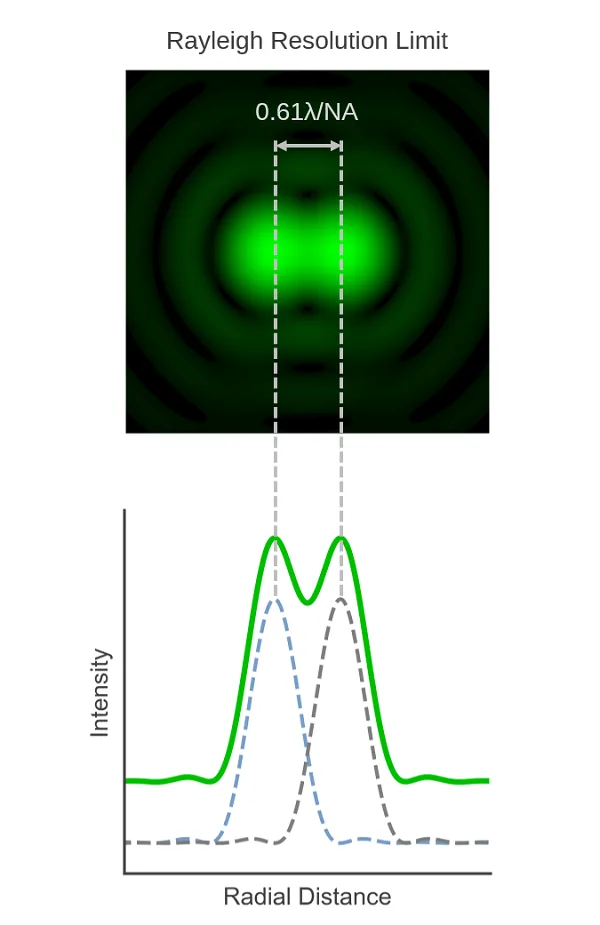 Rayleigh Resolution Limit
0.61λ/NA
Intensity
Radial Distance